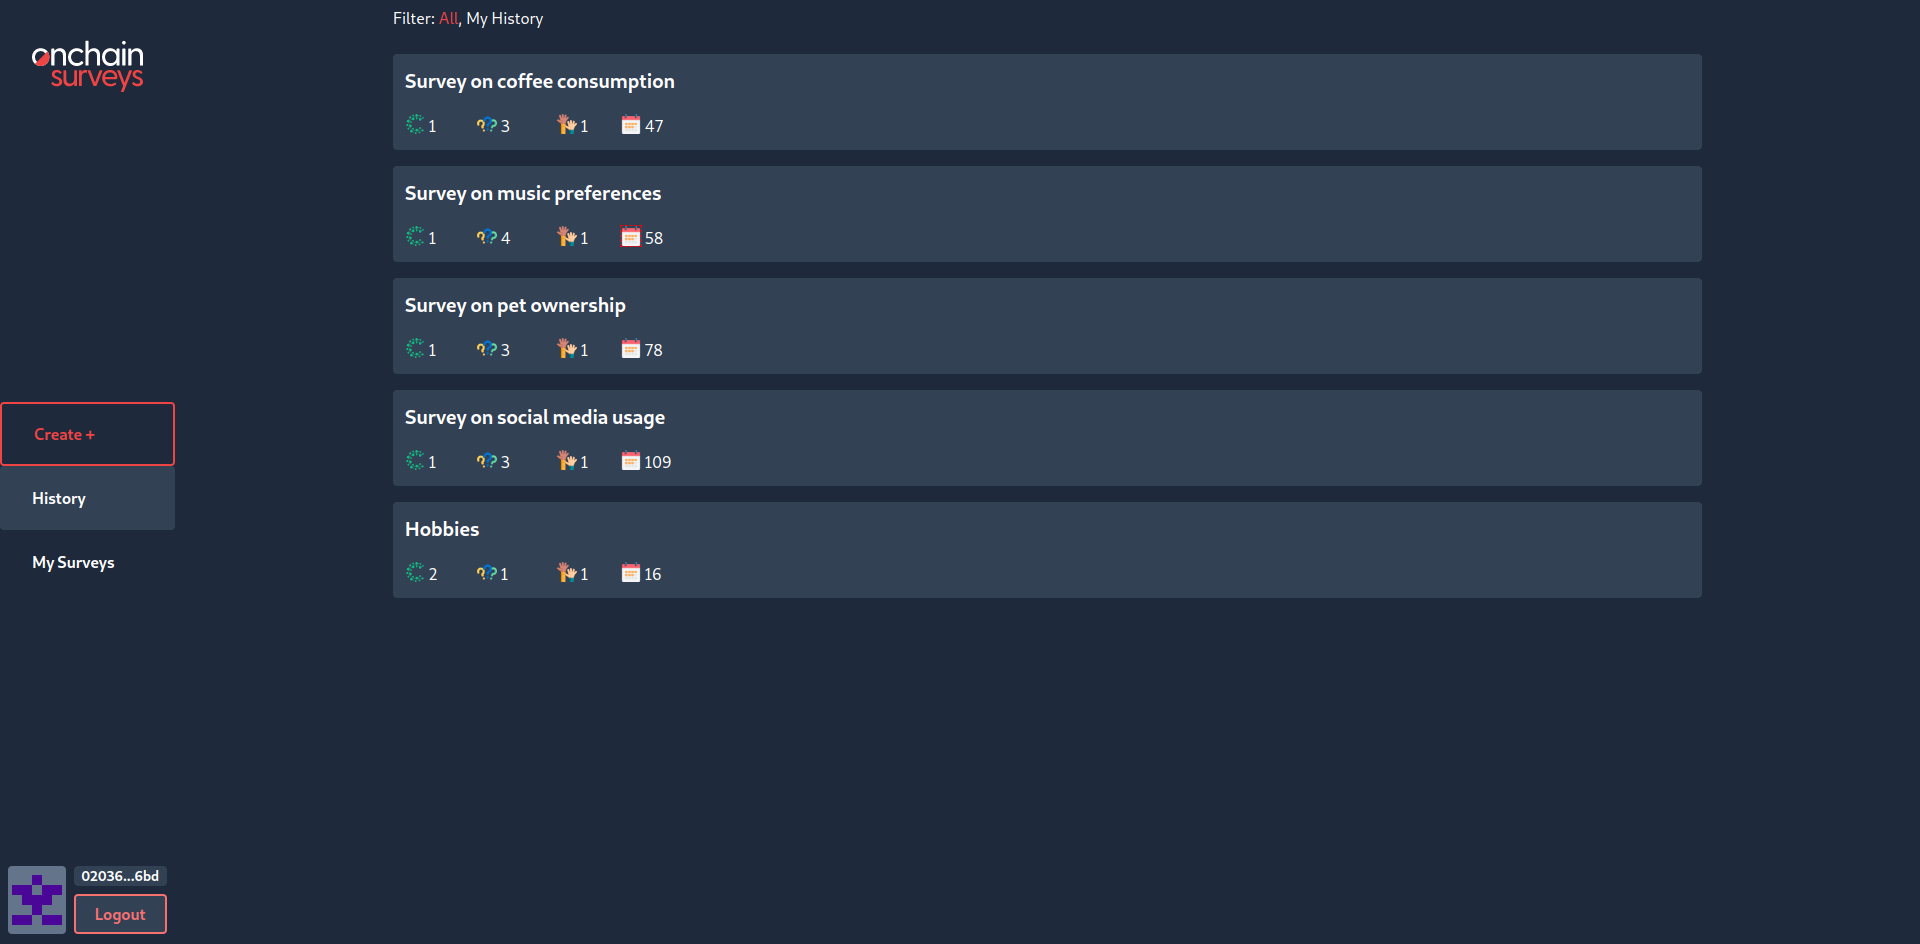 Filter: All, My History
onchain
surveys
Survey on coffee consumption
1 3 1 47
Survey on music preferences
1 4 1 58
Survey on pet ownership
1 3 1 78
Survey on social media usage
1 3 1 109
Hobbies
2 1 1 16
Create +
History
My Surveys
02036...6bd
Logout